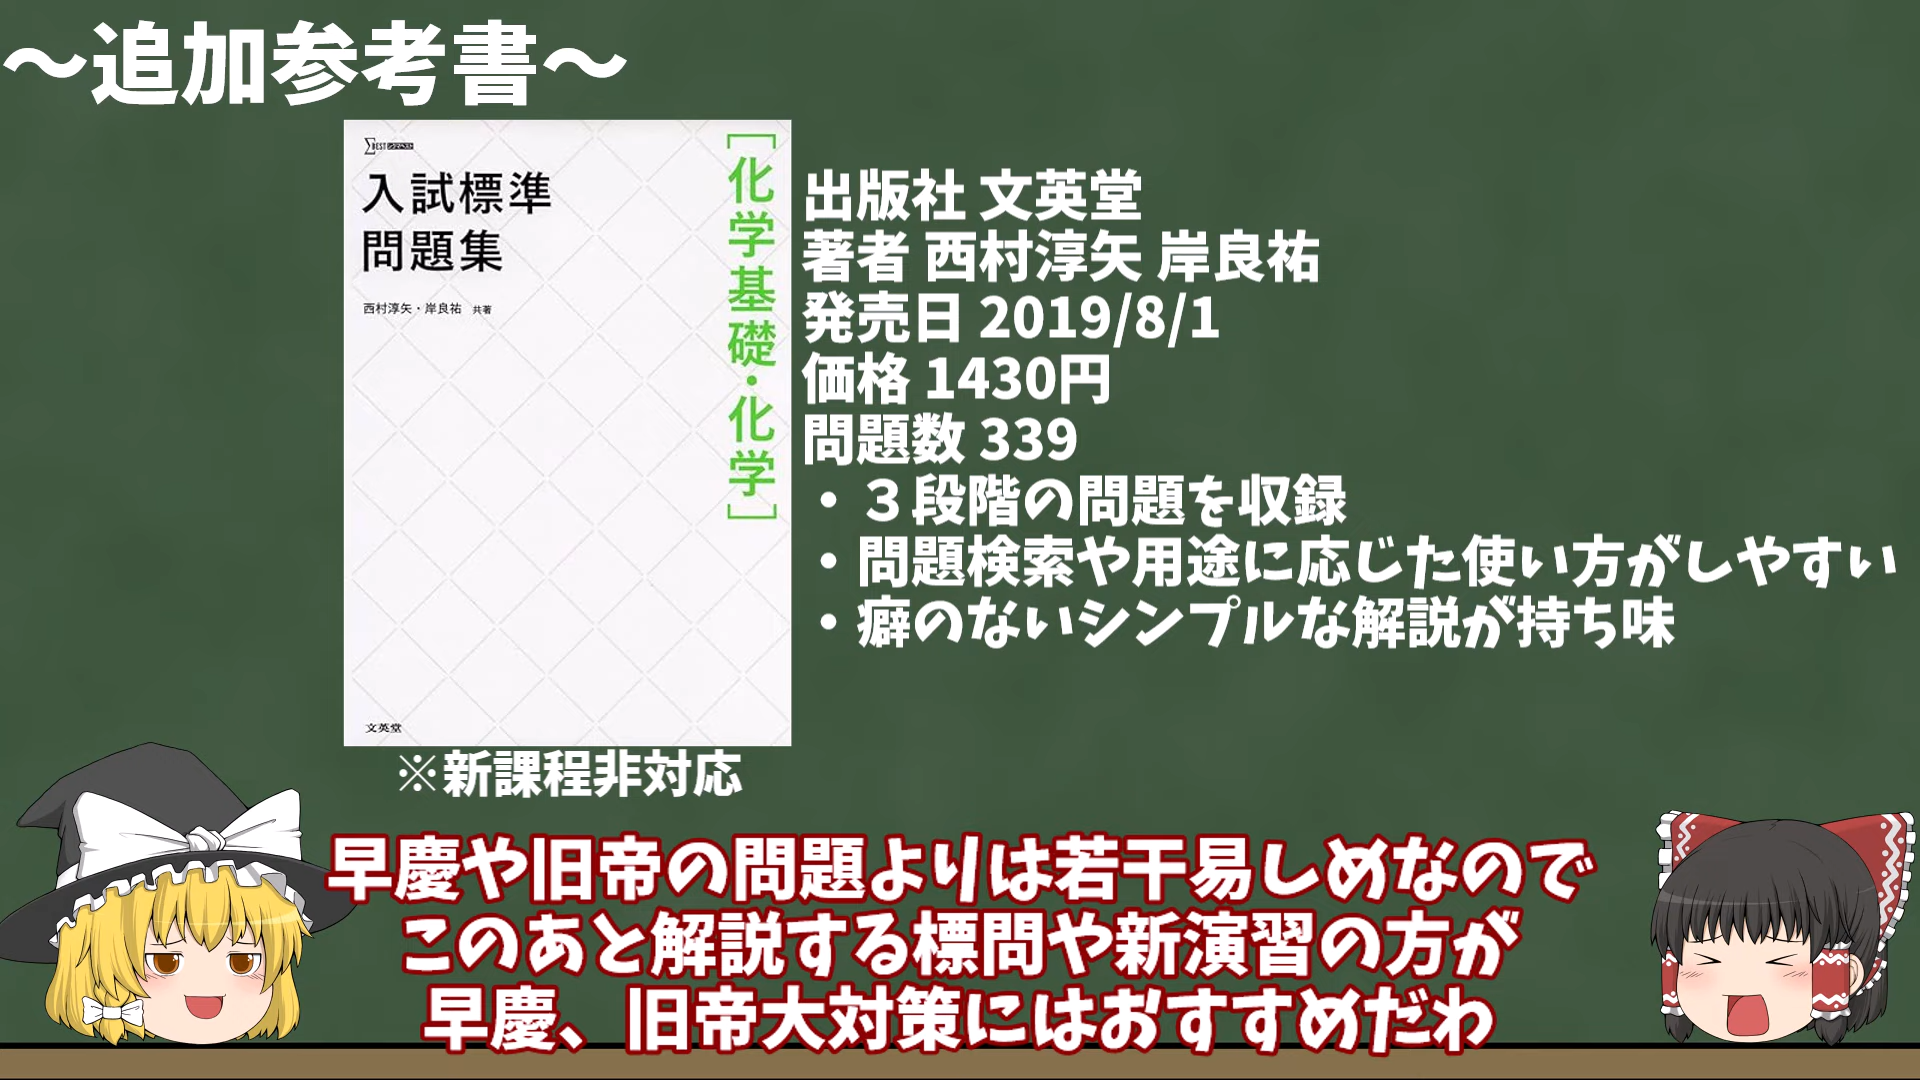 ～追加参考書～
ΣBEST シグマベスト
入試標準
問題集
西村淳矢・岸良祐 共著
［化学基礎・化学］
文英堂
※新課程非対応
出版社 文英堂
著者 西村淳矢 岸良祐
発売日 2019/8/1
価格 1430円
問題数 339
・３段階の問題を収録
・問題検索や用途に応じた使い方がしやすい
・癖のないシンプルな解説が持ち味
早慶や旧帝の問題よりは若干易しめなので
このあと解説する標問や新演習の方が
早慶、旧帝大対策にはおすすめだわ